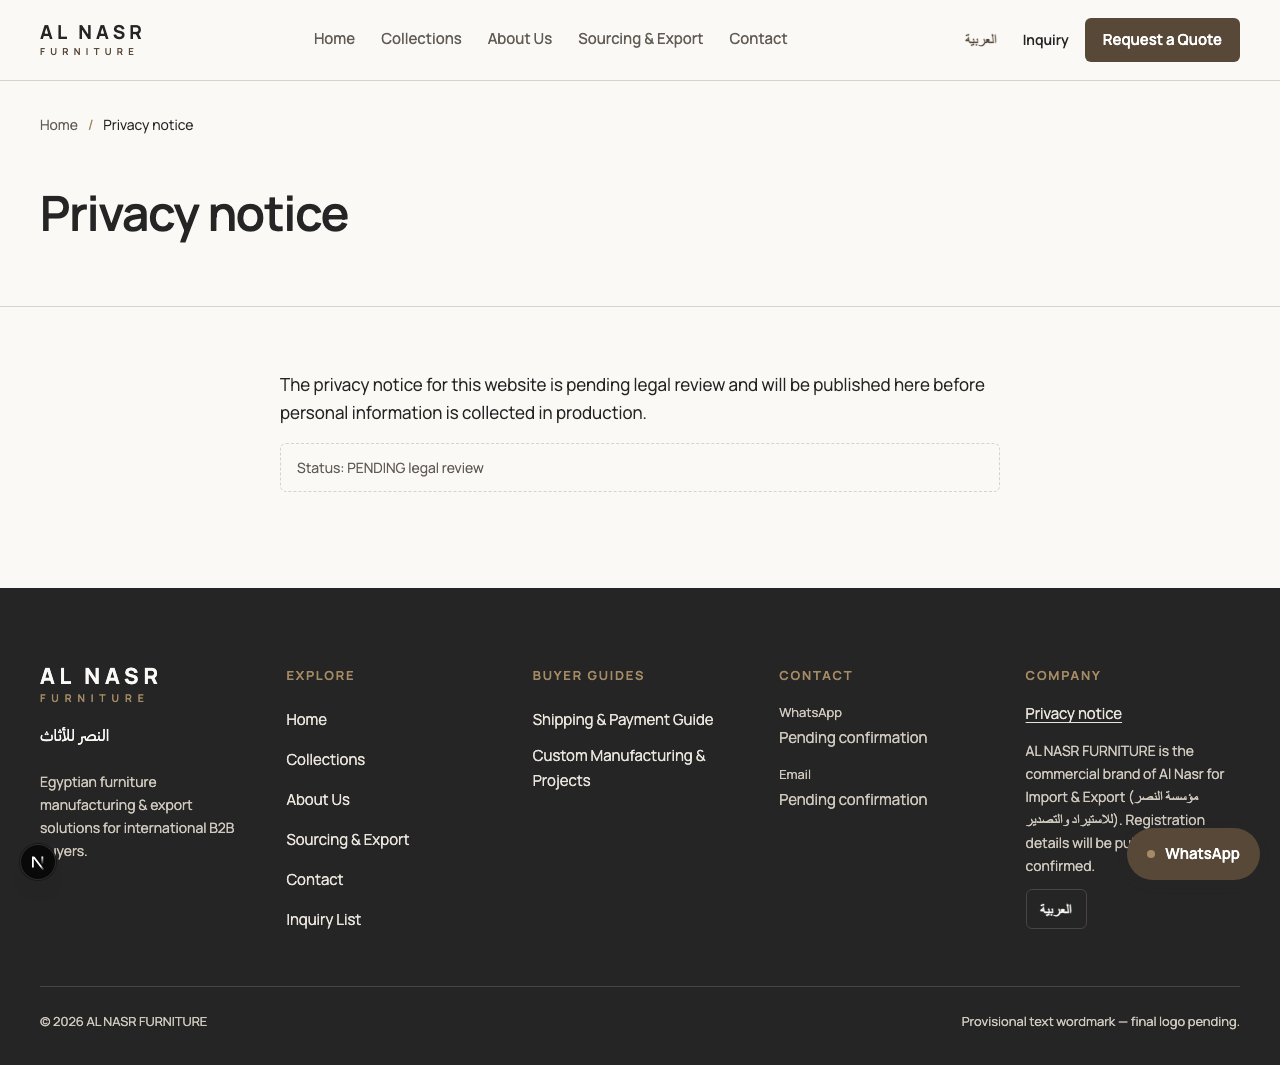 AL NASR
FURNITURE
Home
Collections
About Us
Sourcing & Export
Contact
العربية
Inquiry
Request a Quote
Home / Privacy notice
Privacy notice
The privacy notice for this website is pending legal review and will be published here before
personal information is collected in production.
Status: PENDING legal review
AL NASR
FURNITURE
النصر للأثاث
Egyptian furniture
manufacturing & export
solutions for international B2B
yers.
N
EXPLORE
Home
Collections
About Us
Sourcing & Export
Contact
Inquiry List
BUYER GUIDES
Shipping & Payment Guide
Custom Manufacturing &
Projects
CONTACT
WhatsApp
Pending confirmation
Email
Pending confirmation
COMPANY
Privacy notice
AL NASR FURNITURE is the
commercial brand of Al Nasr for
Import & Export (مؤسسة النصر
للاستيراد والتصدير). Registration
details will be pu
confirmed.
WhatsApp
العربية
© 2026 AL NASR FURNITURE
Provisional text wordmark — final logo pending.